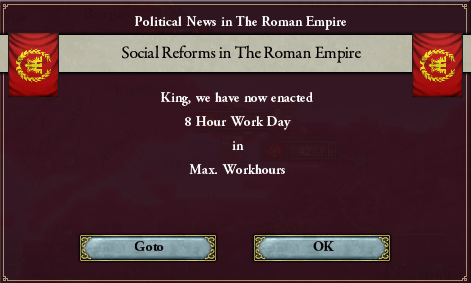 Political News in The Roman Empire
Social Reforms in The Roman Empire
King, we have now enacted
8 Hour Work Day
in
Max. Workhours
Goto
OK